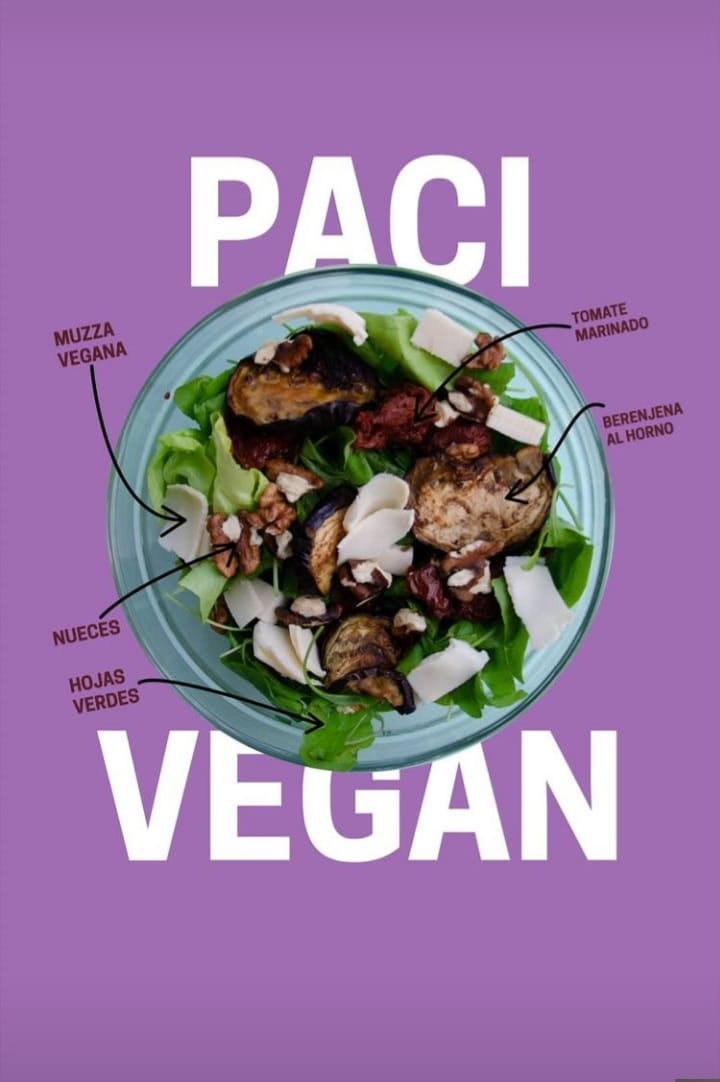 PACI
MUZZA
VEGANA
TOMATE
MARINADO
BERENJENA
AL HORNO
NUECES
HOJAS
VERDES
VEGAN